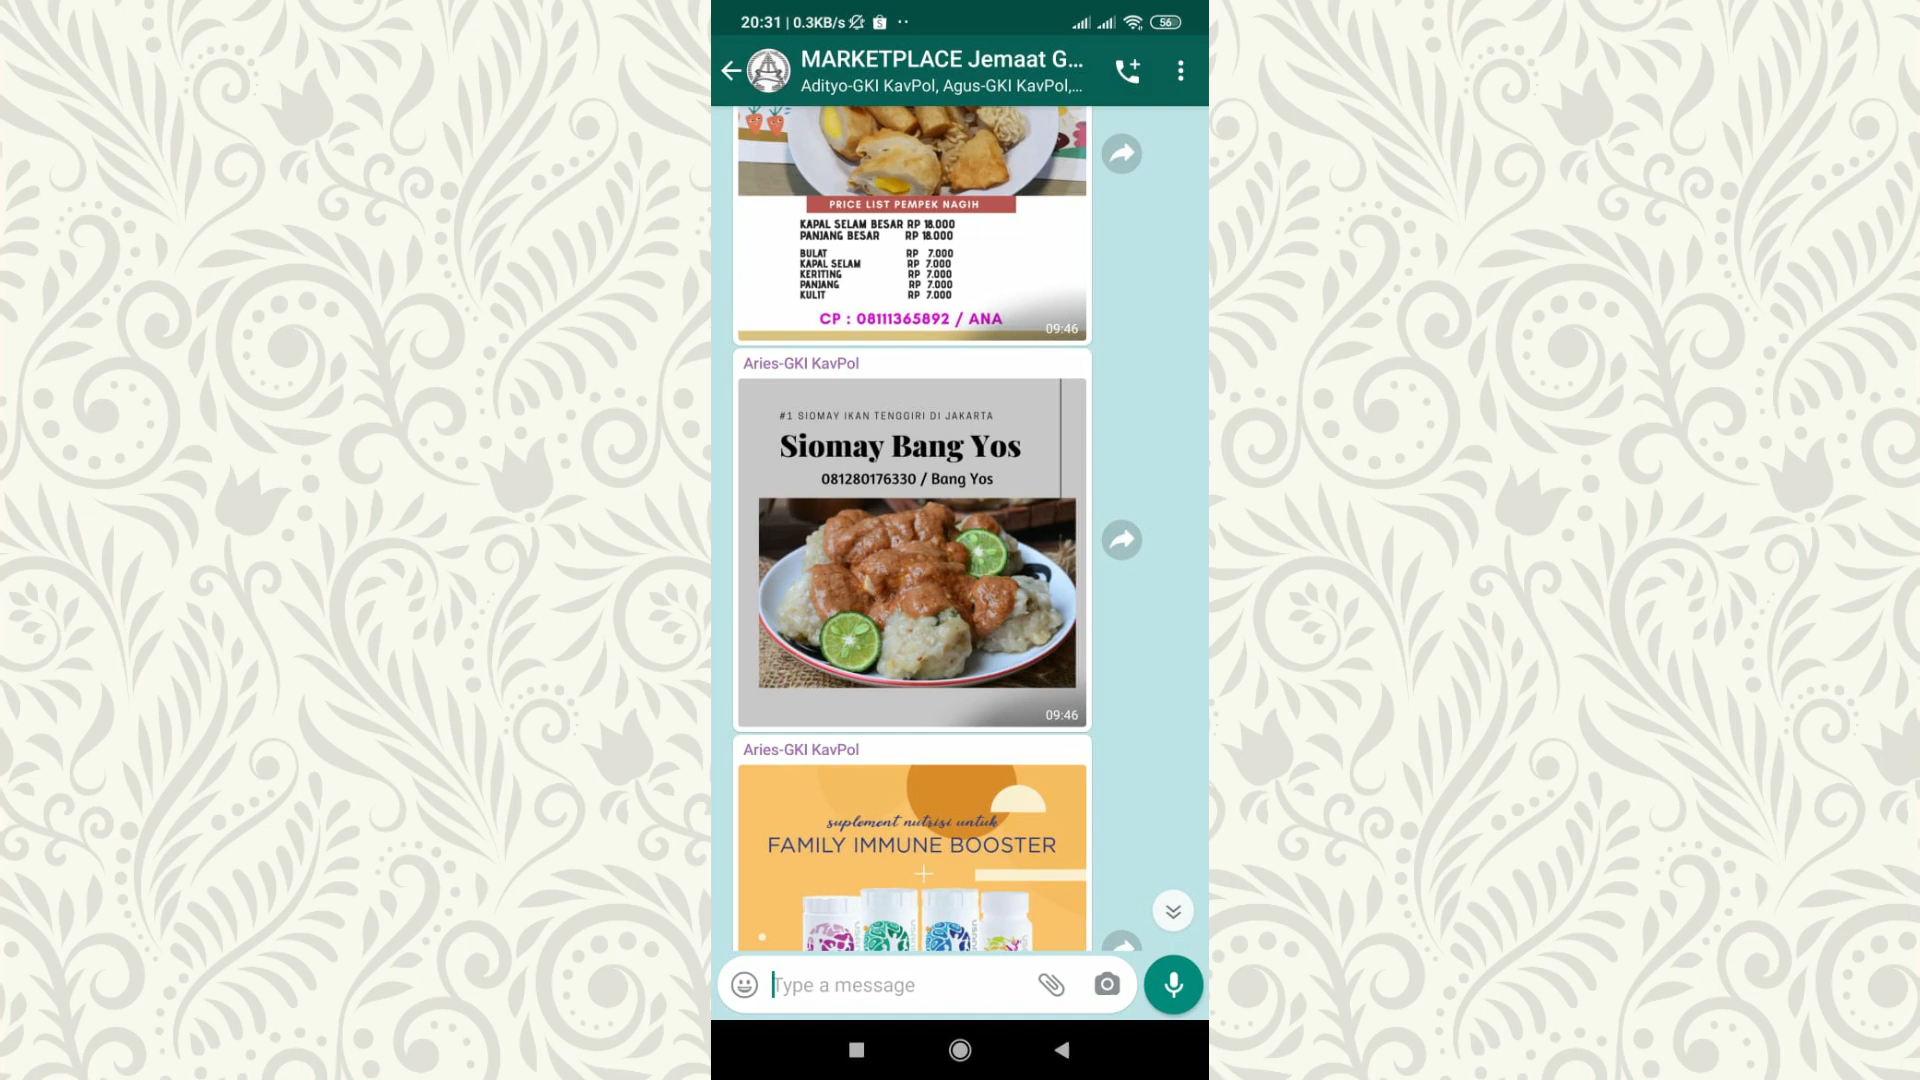 20:31 | 0.3KB/s
56
MARKETPLACE Jemaat G...
Adityo-GKI KavPol, Agus-GKI KavPol,...
PRICE LIST PEMPEK NAGIH
KAPAL SELAM BESAR RP 18.000
PANJANG BESAR RP 18.000
BULAT RP 7.000
KAPAL SELAM RP 7.000
KERITING RP 7.000
PANJANG RP 7.000
KULIT RP 7.000
CP : 08111365892 / ANA
09:46
Aries-GKI KavPol
#1 SIOMAY IKAN TENGGIRI DI JAKARTA
Siomay Bang Yos
081280176330 / Bang Yos
09:46
Aries-GKI KavPol
suplement nutrisi untuk
FAMILY IMMUNE BOOSTER
Type a message